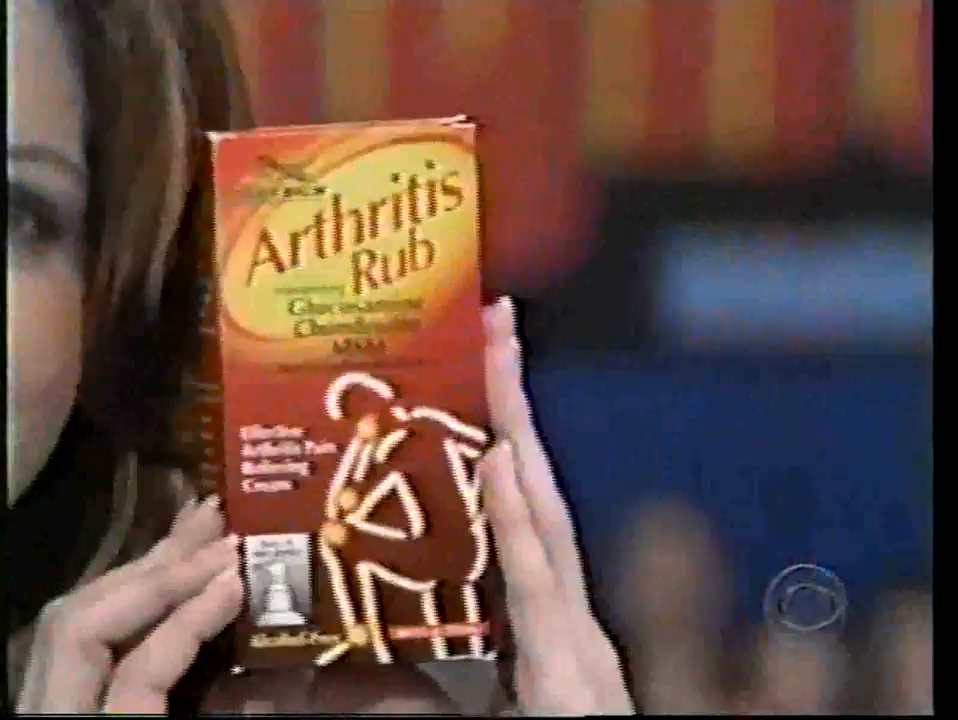 Arthritis
Rub
Glucosamine
Chondroitin
MSM
Effective
Arthritis Pain
Relieving
Cream
Alcohol Free